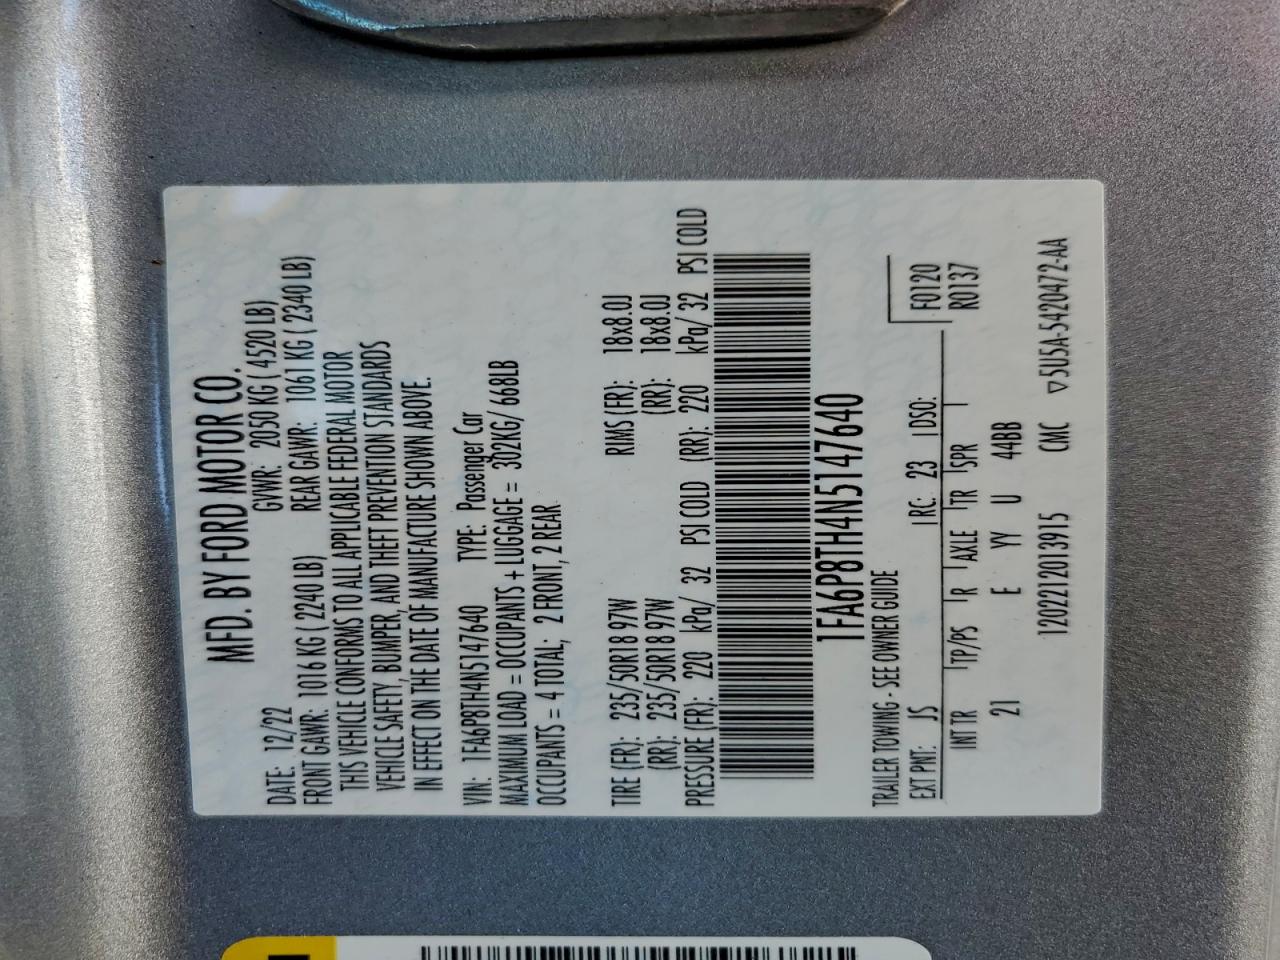 MFD. BY FORD MOTOR CO.
DATE: 12/22 GVWR: 2050 KG ( 4520 LB)
FRONT GAWR: 1016 KG ( 2240 LB) REAR GAWR: 1061 KG ( 2340 LB)
THIS VEHICLE CONFORMS TO ALL APPLICABLE FEDERAL MOTOR
VEHICLE SAFETY, BUMPER, AND THEFT PREVENTION STANDARDS
IN EFFECT ON THE DATE OF MANUFACTURE SHOWN ABOVE.
VIN: 1FA6P8TH4N5147640 TYPE: Passenger Car
MAXIMUM LOAD = OCCUPANTS + LUGGAGE = 302KG/ 668LB
OCCUPANTS = 4 TOTAL; 2 FRONT, 2 REAR
TIRE (FR): 235/50R18 97W RIMS (FR): 18x8.0J
(RR): 235/50R18 97W (RR): 18x8.0J
PRESSURE (FR): 220 kPa/ 32 PSI COLD (RR): 220 kPa/ 32 PSI COLD
1FA6P8TH4N5147640
TRAILER TOWING - SEE OWNER GUIDE
EXT PNT: JS RC: 23 DSO: F0120
INT TR TP/PS R AXLE TR SPR R0137
21 E YY U 44BB
1202212013915 CMC ▽5U5A-5420472-AA